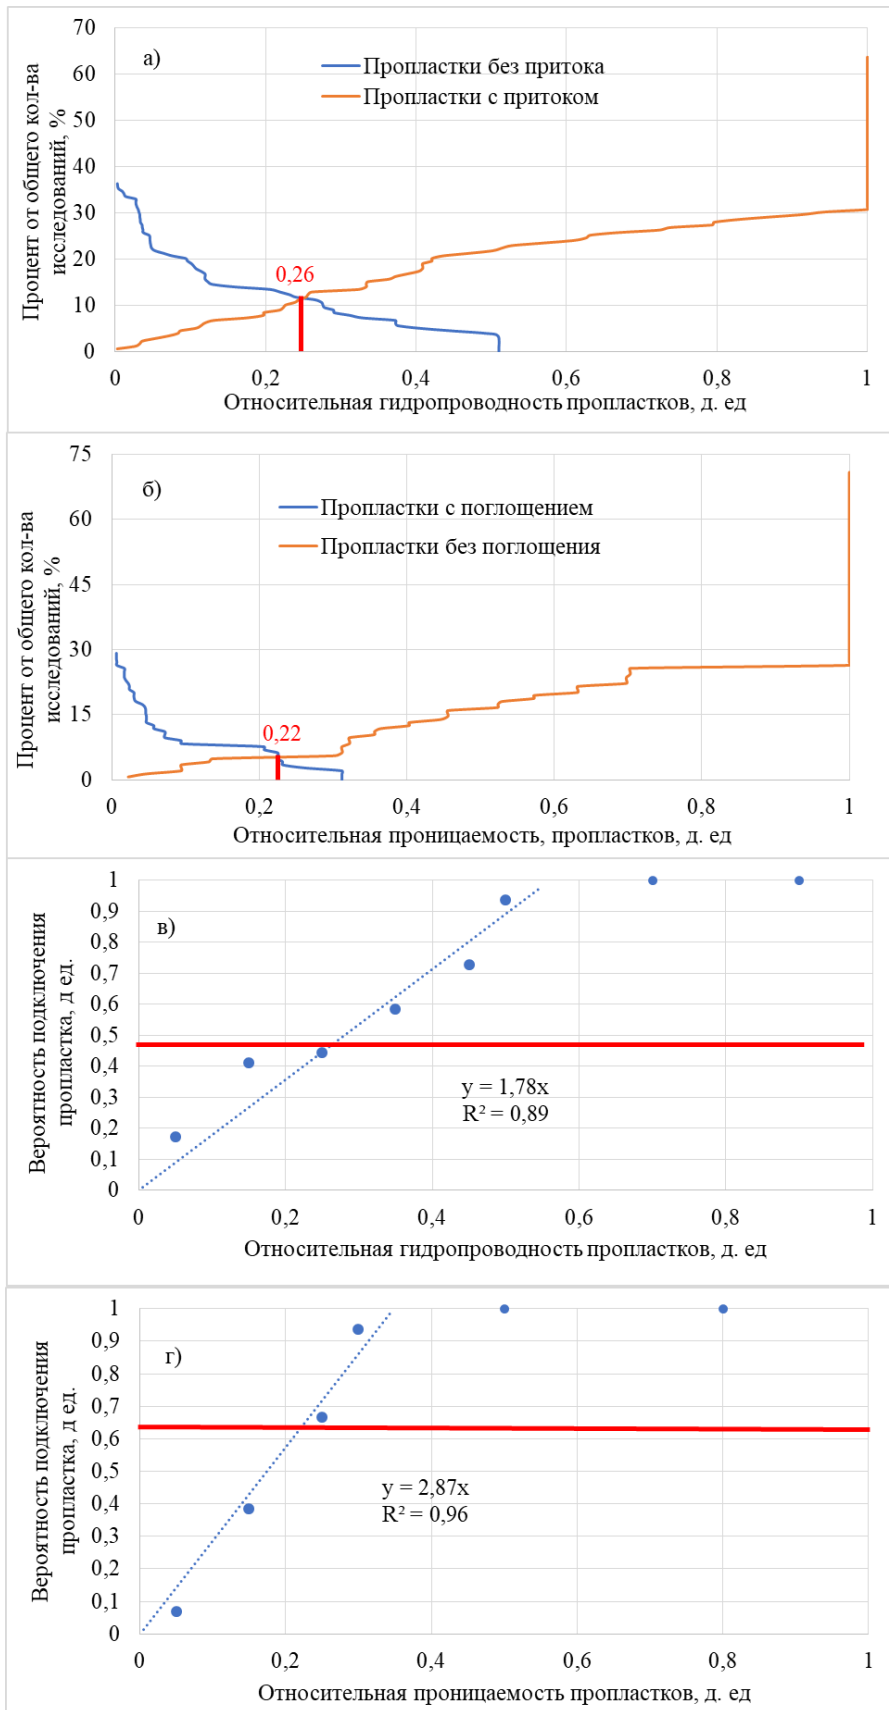 70
60
50
40
30
20
10
0
Процент от общего кол-ва
исследований, %
а)
Пропластки без притока
Пропластки с притоком
0,26
0 0,2 0,4 0,6 0,8 1
Относительная гидропроводность пропластков, д. ед
75
60
45
30
15
0
Процент от общего кол-ва
исследований, %
б)
Пропластки с поглощением
Пропластки без поглощения
0,22
0 0,2 0,4 0,6 0,8 1
Относительная проницаемость, пропластков, д. ед
1
0,9
0,8
0,7
0,6
0,5
0,4
0,3
0,2
0,1
0
Вероятность подключения
пропластка, д ед.
в)
y = 1,78x
R² = 0,89
0 0,2 0,4 0,6 0,8 1
Относительная гидропроводность пропластков, д. ед
1
0,9
0,8
0,7
0,6
0,5
0,4
0,3
0,2
0,1
0
Вероятность подключения
пропластка, д ед.
г)
y = 2,87x
R² = 0,96
0 0,2 0,4 0,6 0,8 1
Относительная проницаемость пропластков, д. ед